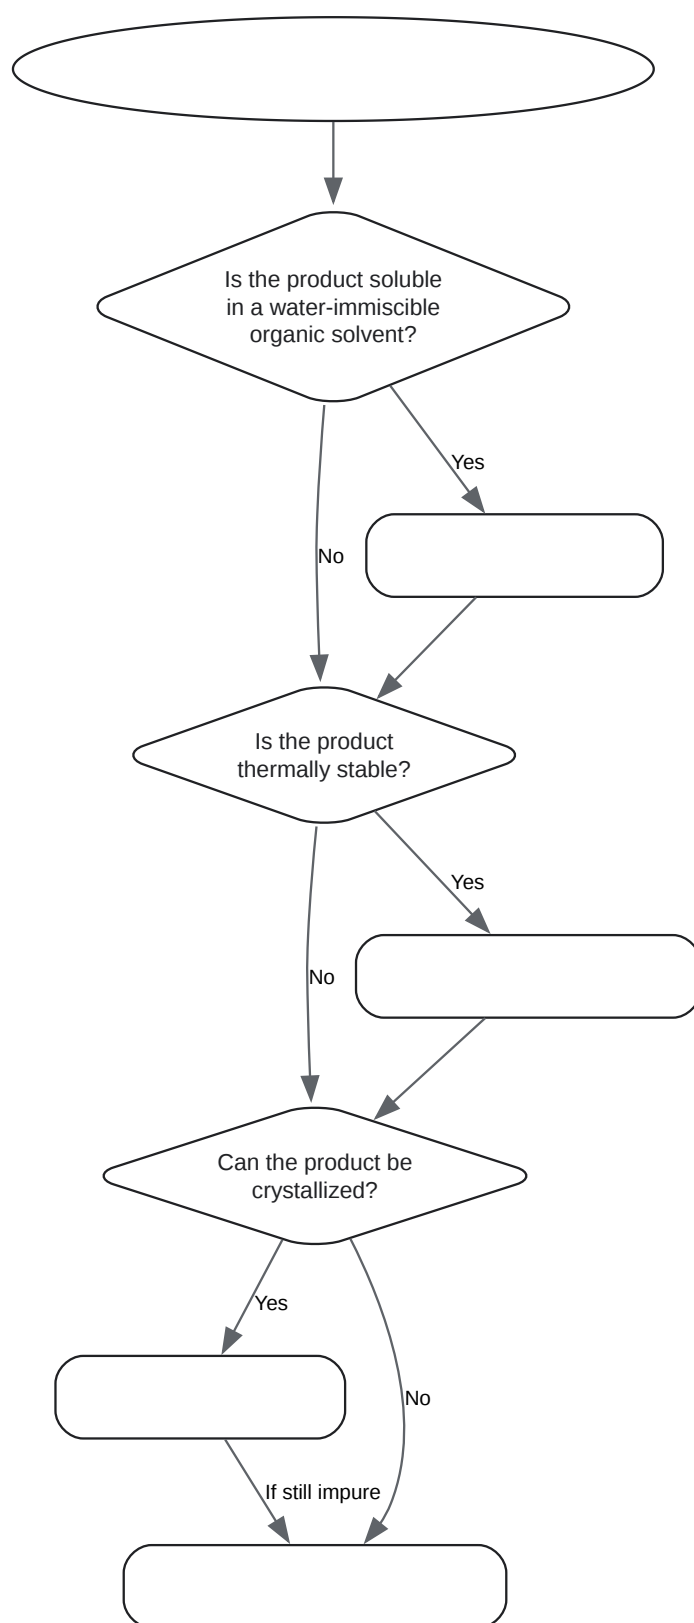 Is the product soluble
in a water-immiscible
organic solvent?
Yes
No
Is the product
thermally stable?
Yes
No
Can the product be
crystallized?
Yes
No
If still impure